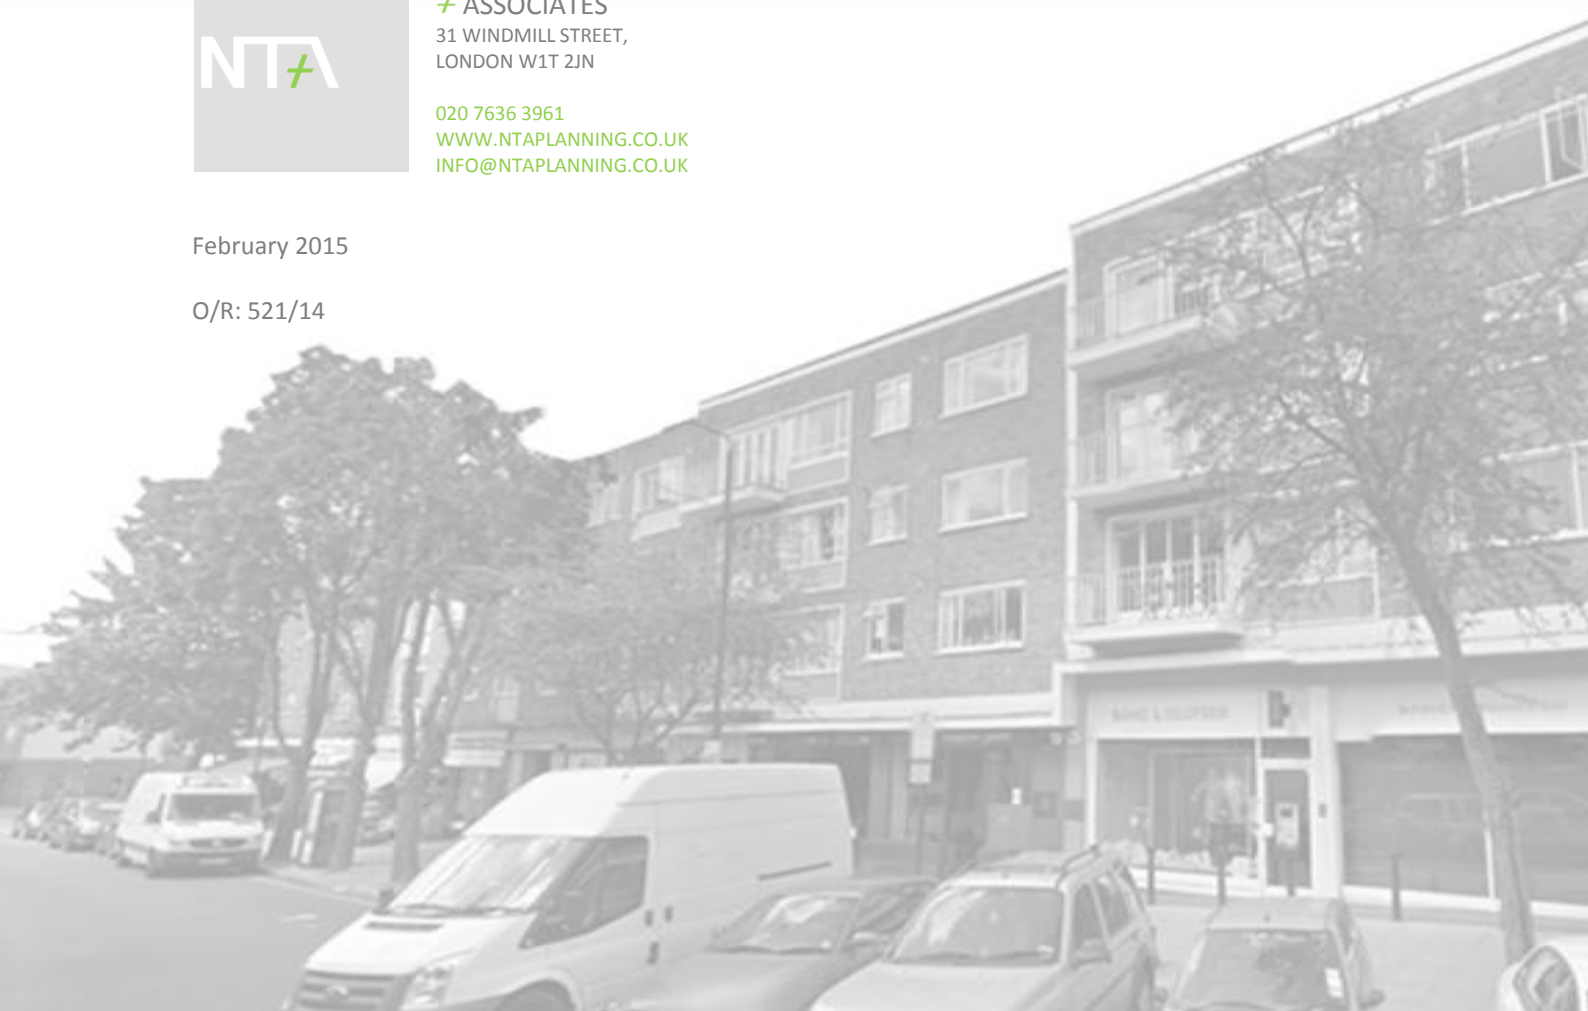 + ASSOCIATES
NT+A
31 WINDMILL STREET,
LONDON W1T 2JN
020 7636 3961
WWW.NTAPLANNING.CO.UK
INFO@NTAPLANNING.CO.UK
February 2015
O/R: 521/14